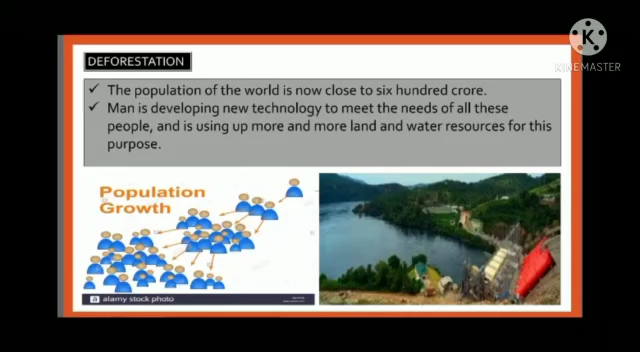 K
KINEMASTER
DEFORESTATION
✓ The population of the world is now close to six hundred crore.
✓ Man is developing new technology to meet the needs of all these
people, and is using up more and more land and water resources for this
purpose.
Population
Growth
a alamy stock photo